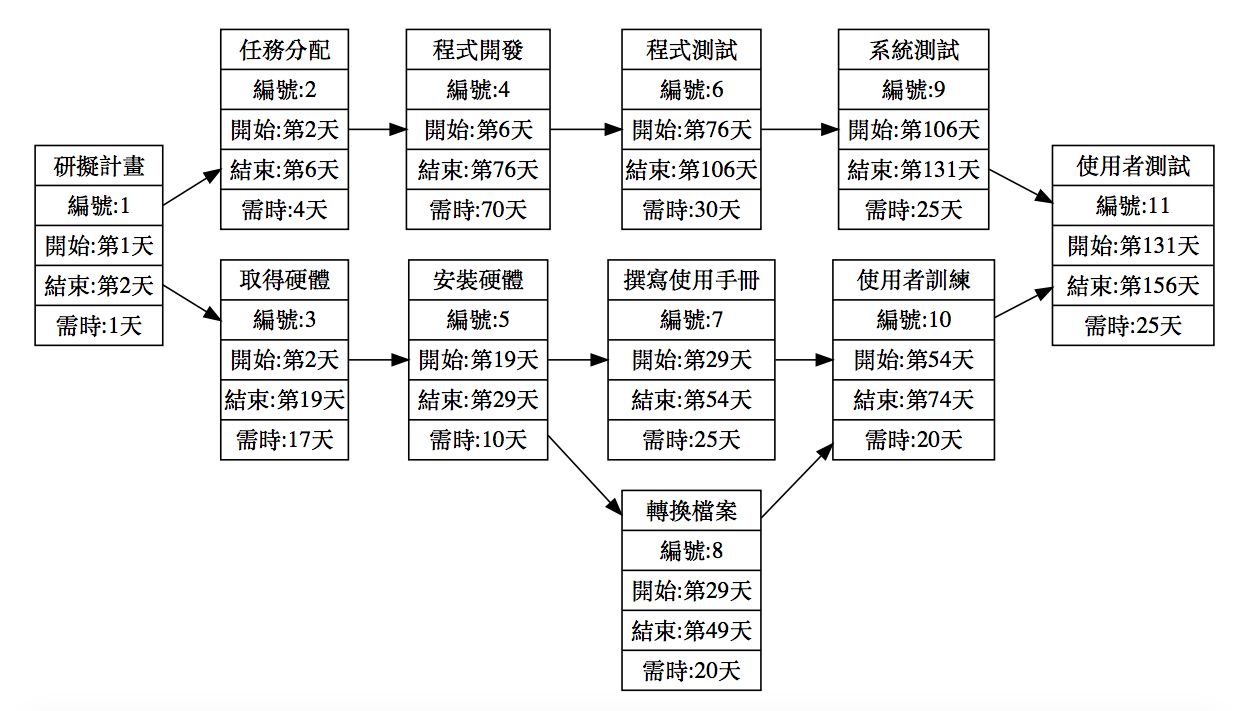 研擬計畫
編號:1
開始:第1天
結束:第2天
需時:1天
任務分配
編號:2
開始:第2天
結束:第6天
需時:4天
程式開發
編號:4
開始:第6天
結束:第76天
需時:70天
程式測試
編號:6
開始:第76天
結束:第106天
需時:30天
系統測試
編號:9
開始:第106天
結束:第131天
需時:25天
取得硬體
編號:3
開始:第2天
結束:第19天
需時:17天
安裝硬體
編號:5
開始:第19天
結束:第29天
需時:10天
撰寫使用手冊
編號:7
開始:第29天
結束:第54天
需時:25天
使用者訓練
編號:10
開始:第54天
結束:第74天
需時:20天
轉換檔案
編號:8
開始:第29天
結束:第49天
需時:20天
使用者測試
編號:11
開始:第131天
結束:第156天
需時:25天